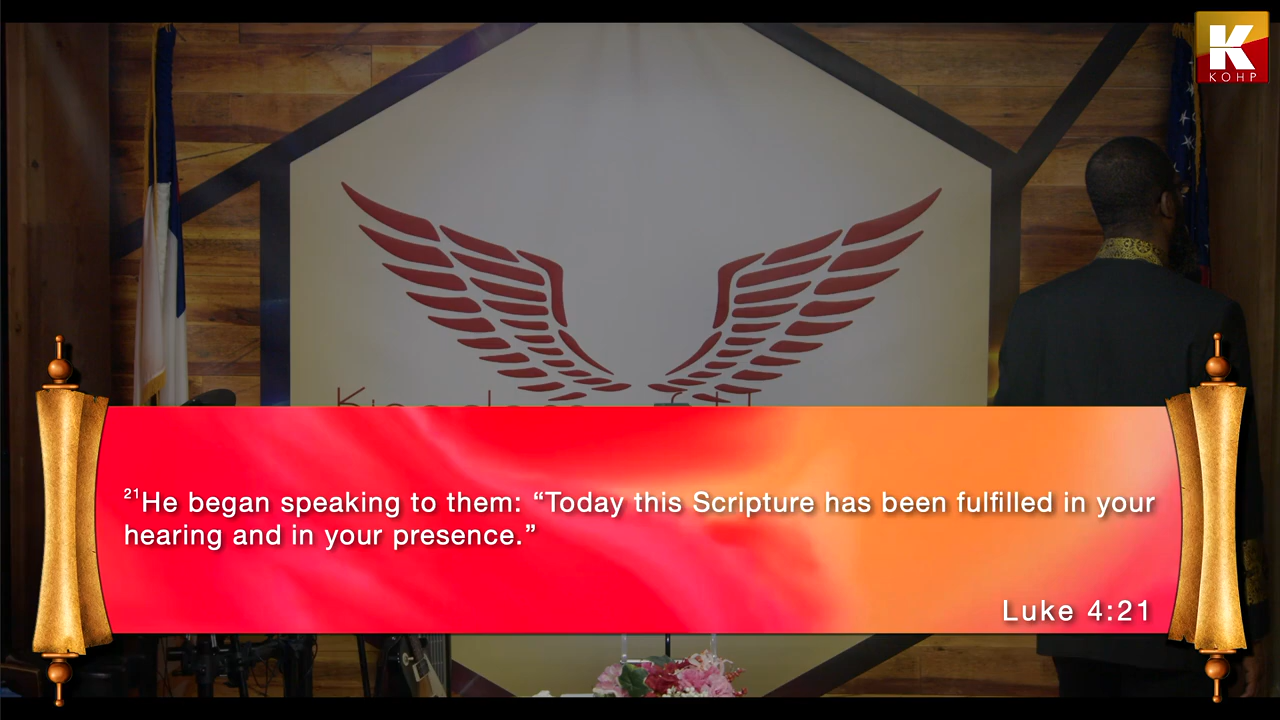 K
KOHP
21He began speaking to them: “Today this Scripture has been fulfilled in your
hearing and in your presence.”
Luke 4:21